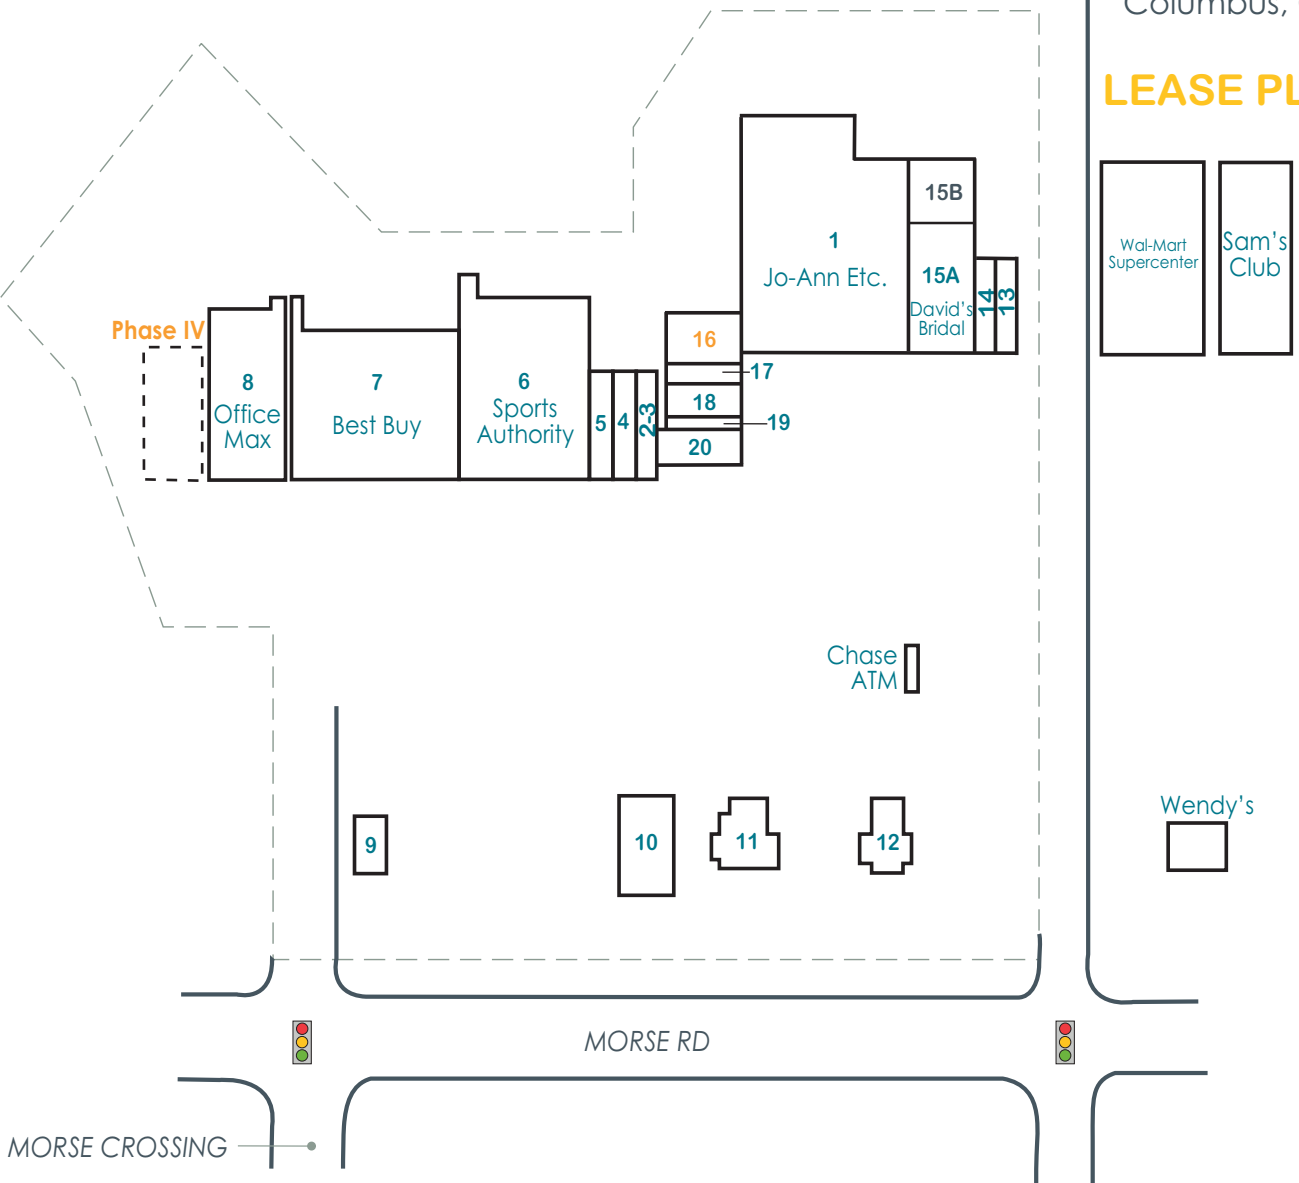 Columbus,
LEASE PL
15B
1
Jo-Ann Etc.
15A
David's
Bridal
14
13
Wal-Mart
Supercenter
Sam's
Club
Phase IV
8
Office
Max
7
Best Buy
6
Sports
Authority
5
4
2-3
16
17
18
19
20
Chase
ATM
9
10
11
12
Wendy's
MORSE RD
MORSE CROSSING